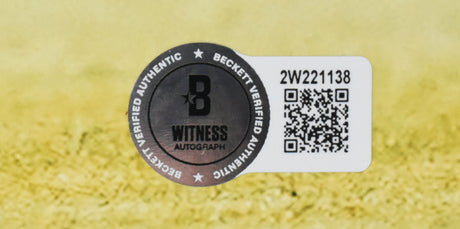 BECKETT VERIFIED AUTHENTIC ★ BECKETT VERIFIED AUTHENTIC ★
B
WITNESS
AUTOGRAPH
2W221138